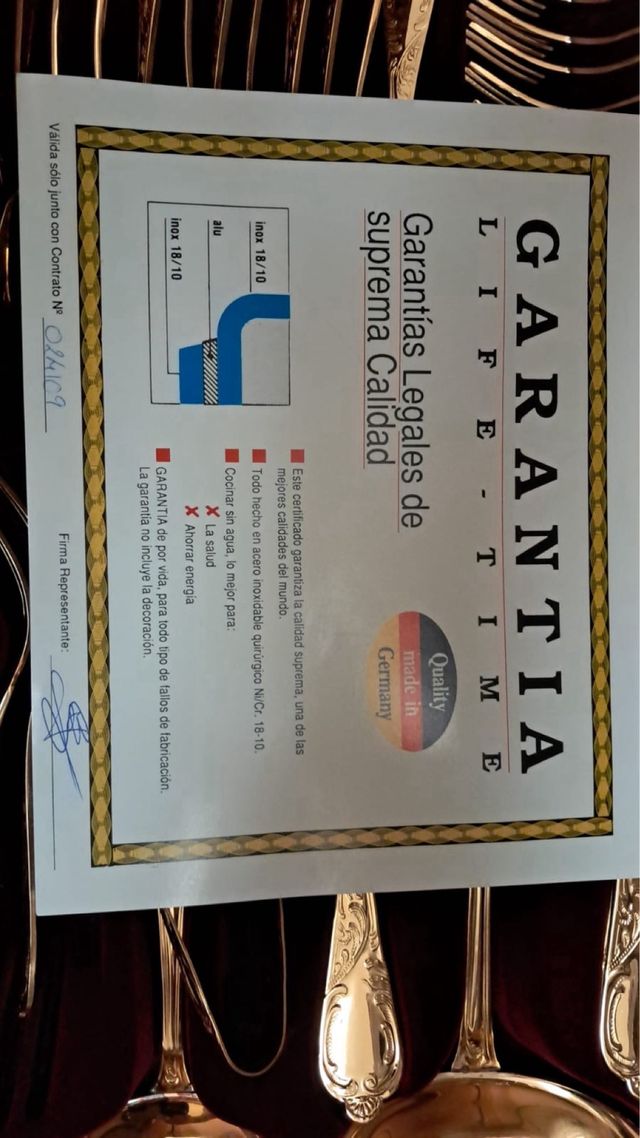 GARANTIA
LIFE-TIME
Garantías Legales de
suprema Calidad
Quality
made in
Germany
inox 18/10
alu
inox 18/10
Este certificado garantiza la calidad suprema, una de las
mejores calidades del mundo.
Todo hecho en acero inoxidable quirúrgico Ni/Cr. 18-10.
Cocinar sin agua, lo mejor para:
La salud
Ahorrar energia
GARANTIA de por vida, para todo tipo de fallos de fabricación.
La garantía no incluye la decoración.
Válida sólo junto con Contrato Nº
Firma Representante: